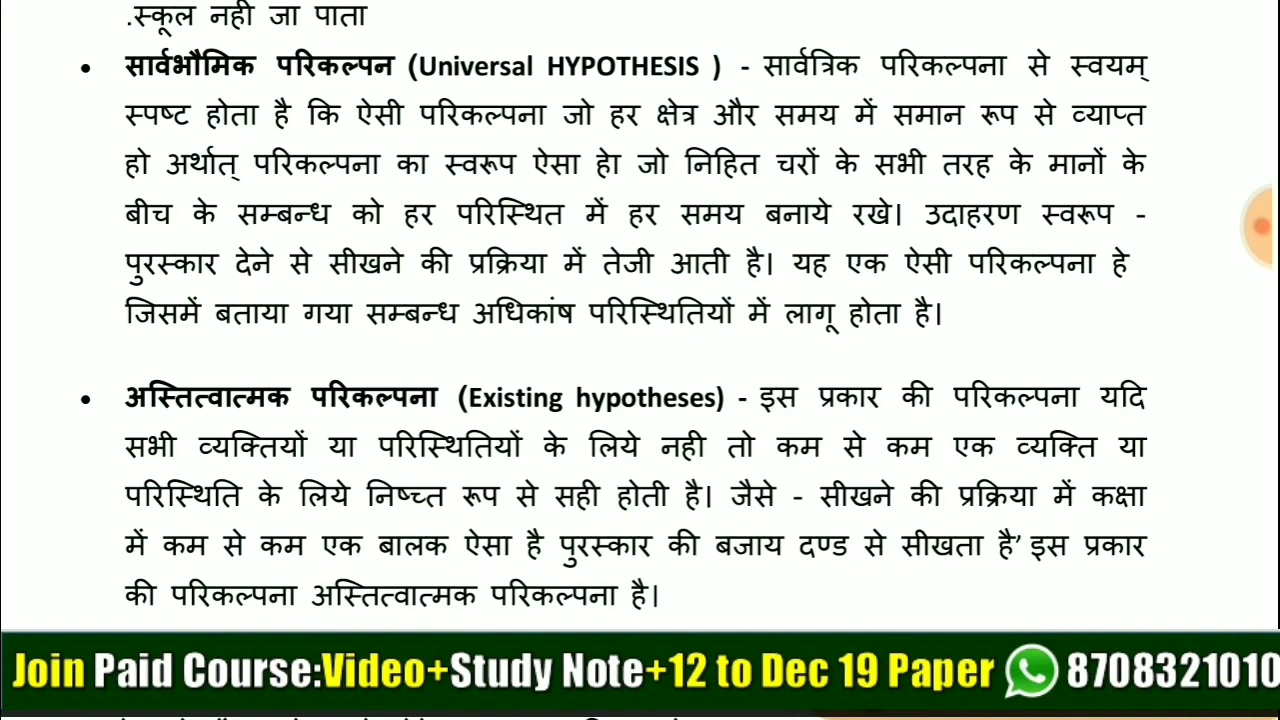 .स्कूल नही जा पाता
• सार्वभौमिक परिकल्पन (Universal HYPOTHESIS ) - सार्वत्रिक परिकल्पना से स्वयम्
स्पष्ट होता है कि ऐसी परिकल्पना जो हर क्षेत्र और समय में समान रूप से व्याप्त
हो अर्थात् परिकल्पना का स्वरूप ऐसा हेा जो निहित चरों के सभी तरह के मानों के
बीच के सम्बन्ध को हर परिस्थित में हर समय बनाये रखे। उदाहरण स्वरूप -
पुरस्कार देने से सीखने की प्रक्रिया में तेजी आती है। यह एक ऐसी परिकल्पना हे
जिसमें बताया गया सम्बन्ध अधिकांष परिस्थितियों में लागू होता है।
• अस्तित्वात्मक परिकल्पना (Existing hypotheses) - इस प्रकार की परिकल्पना यदि
सभी व्यक्तियों या परिस्थितियों के लिये नही तो कम से कम एक व्यक्ति या
परिस्थिति के लिये निष्च्त रूप से सही होती है। जैसे - सीखने की प्रक्रिया में कक्षा
में कम से कम एक बालक ऐसा है पुरस्कार की बजाय दण्ड से सीखता है’ इस प्रकार
की परिकल्पना अस्तित्वात्मक परिकल्पना है।
Join Paid Course:Video+Study Note+12 to Dec 19 Paper 8708321010